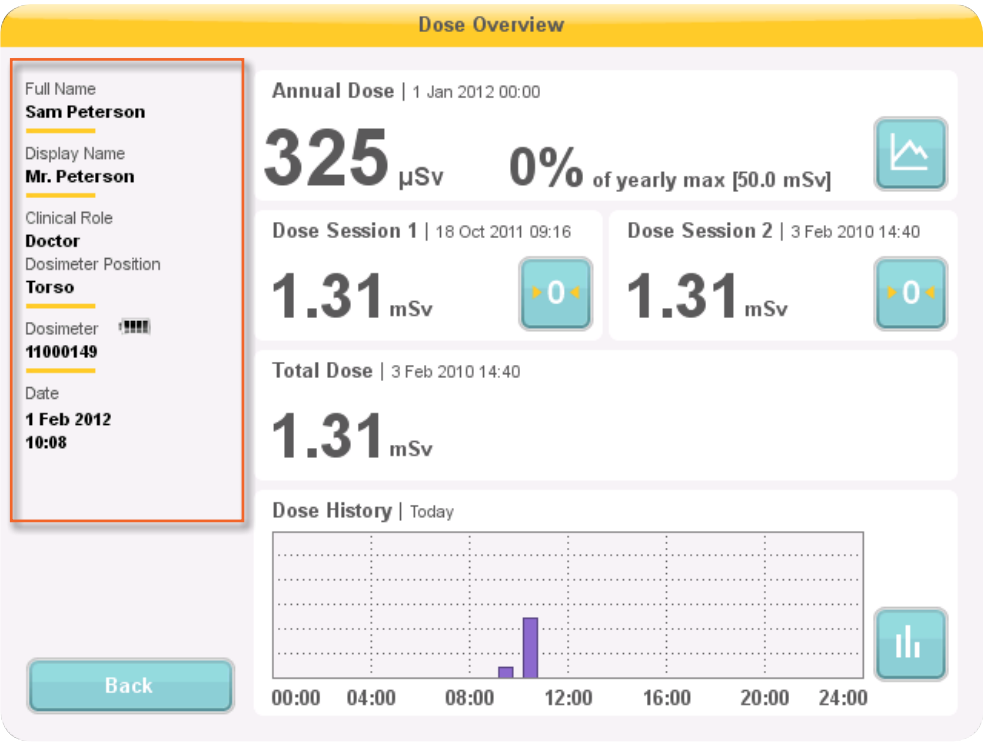 Dose Overview
Full Name
Sam Peterson
Display Name
Mr. Peterson
Clinical Role
Doctor
Dosimeter Position
Torso
Dosimeter
11000149
Date
1 Feb 2012
10:08
Back
Annual Dose | 1 Jan 2012 00:00
325 µSv 0% of yearly max [50.0 mSv]
Dose Session 1 | 18 Oct 2011 09:16
1.31 mSv
0
Dose Session 2 | 3 Feb 2010 14:40
1.31 mSv
0
Total Dose | 3 Feb 2010 14:40
1.31 mSv
Dose History | Today
00:00 04:00 08:00 12:00 16:00 20:00 24:00